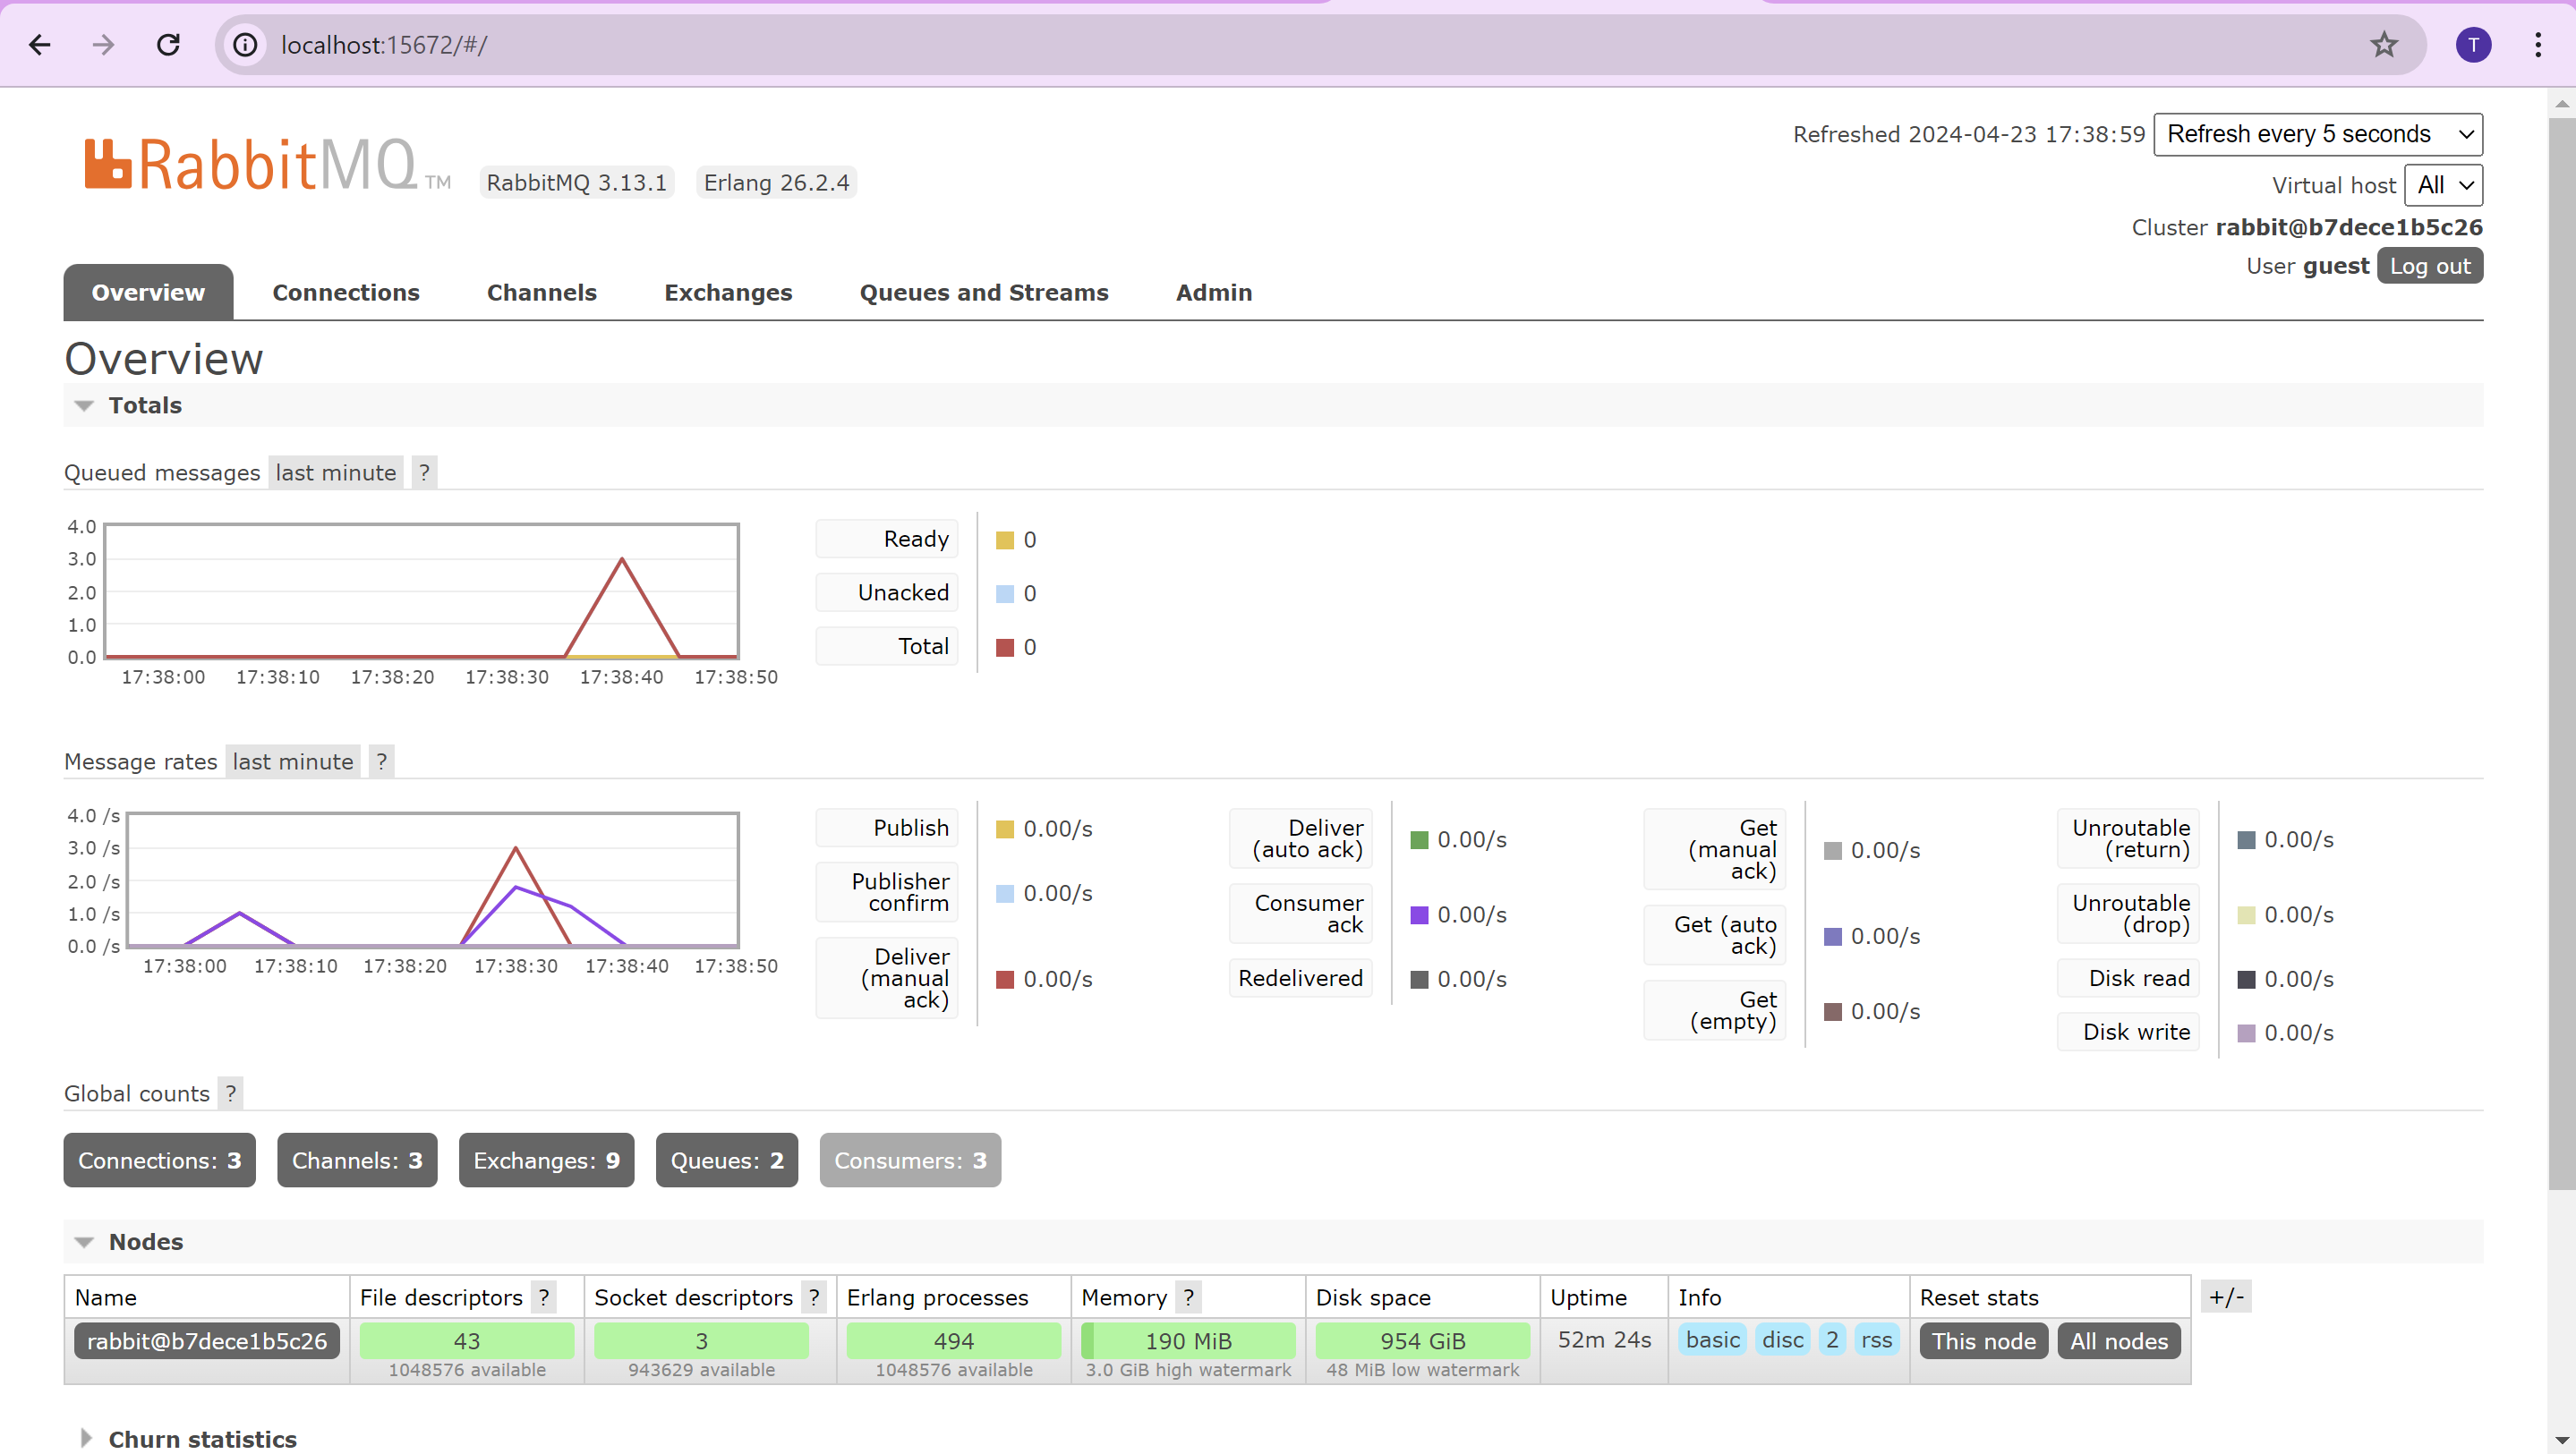 localhost:15672/#/
T
RabbitMQ TM
RabbitMQ 3.13.1 Erlang 26.2.4
Refreshed 2024-04-23 17:38:59 Refresh every 5 seconds
Virtual host All
Cluster rabbit@b7dece1b5c26
User guest Log out
Overview Connections Channels Exchanges Queues and Streams Admin
Overview
Totals
Queued messages last minute ?
4.0
3.0
2.0
1.0
0.0
17:38:00 17:38:10 17:38:20 17:38:30 17:38:40 17:38:50
Ready 0
Unacked 0
Total 0
Message rates last minute ?
4.0 /s
3.0 /s
2.0 /s
1.0 /s
0.0 /s
17:38:00 17:38:10 17:38:20 17:38:30 17:38:40 17:38:50
Publish 0.00/s
Publisher
confirm 0.00/s
Deliver
(manual
ack) 0.00/s
Deliver
(auto ack) 0.00/s
Consumer
ack 0.00/s
Redelivered 0.00/s
Get
(manual
ack) 0.00/s
Get (auto
ack) 0.00/s
Get
(empty) 0.00/s
Unroutable
(return) 0.00/s
Unroutable
(drop) 0.00/s
Disk read 0.00/s
Disk write 0.00/s
Global counts ?
Connections: 3 Channels: 3 Exchanges: 9 Queues: 2 Consumers: 3
Nodes
Name File descriptors ? Socket descriptors ? Erlang processes Memory ? Disk space Uptime Info Reset stats +/-
rabbit@b7dece1b5c26 43 3 494 190 MiB 954 GiB 52m 24s basic disc 2 rss This node All nodes
1048576 available 943629 available 1048576 available 3.0 GiB high watermark 48 MiB low watermark
Churn statistics